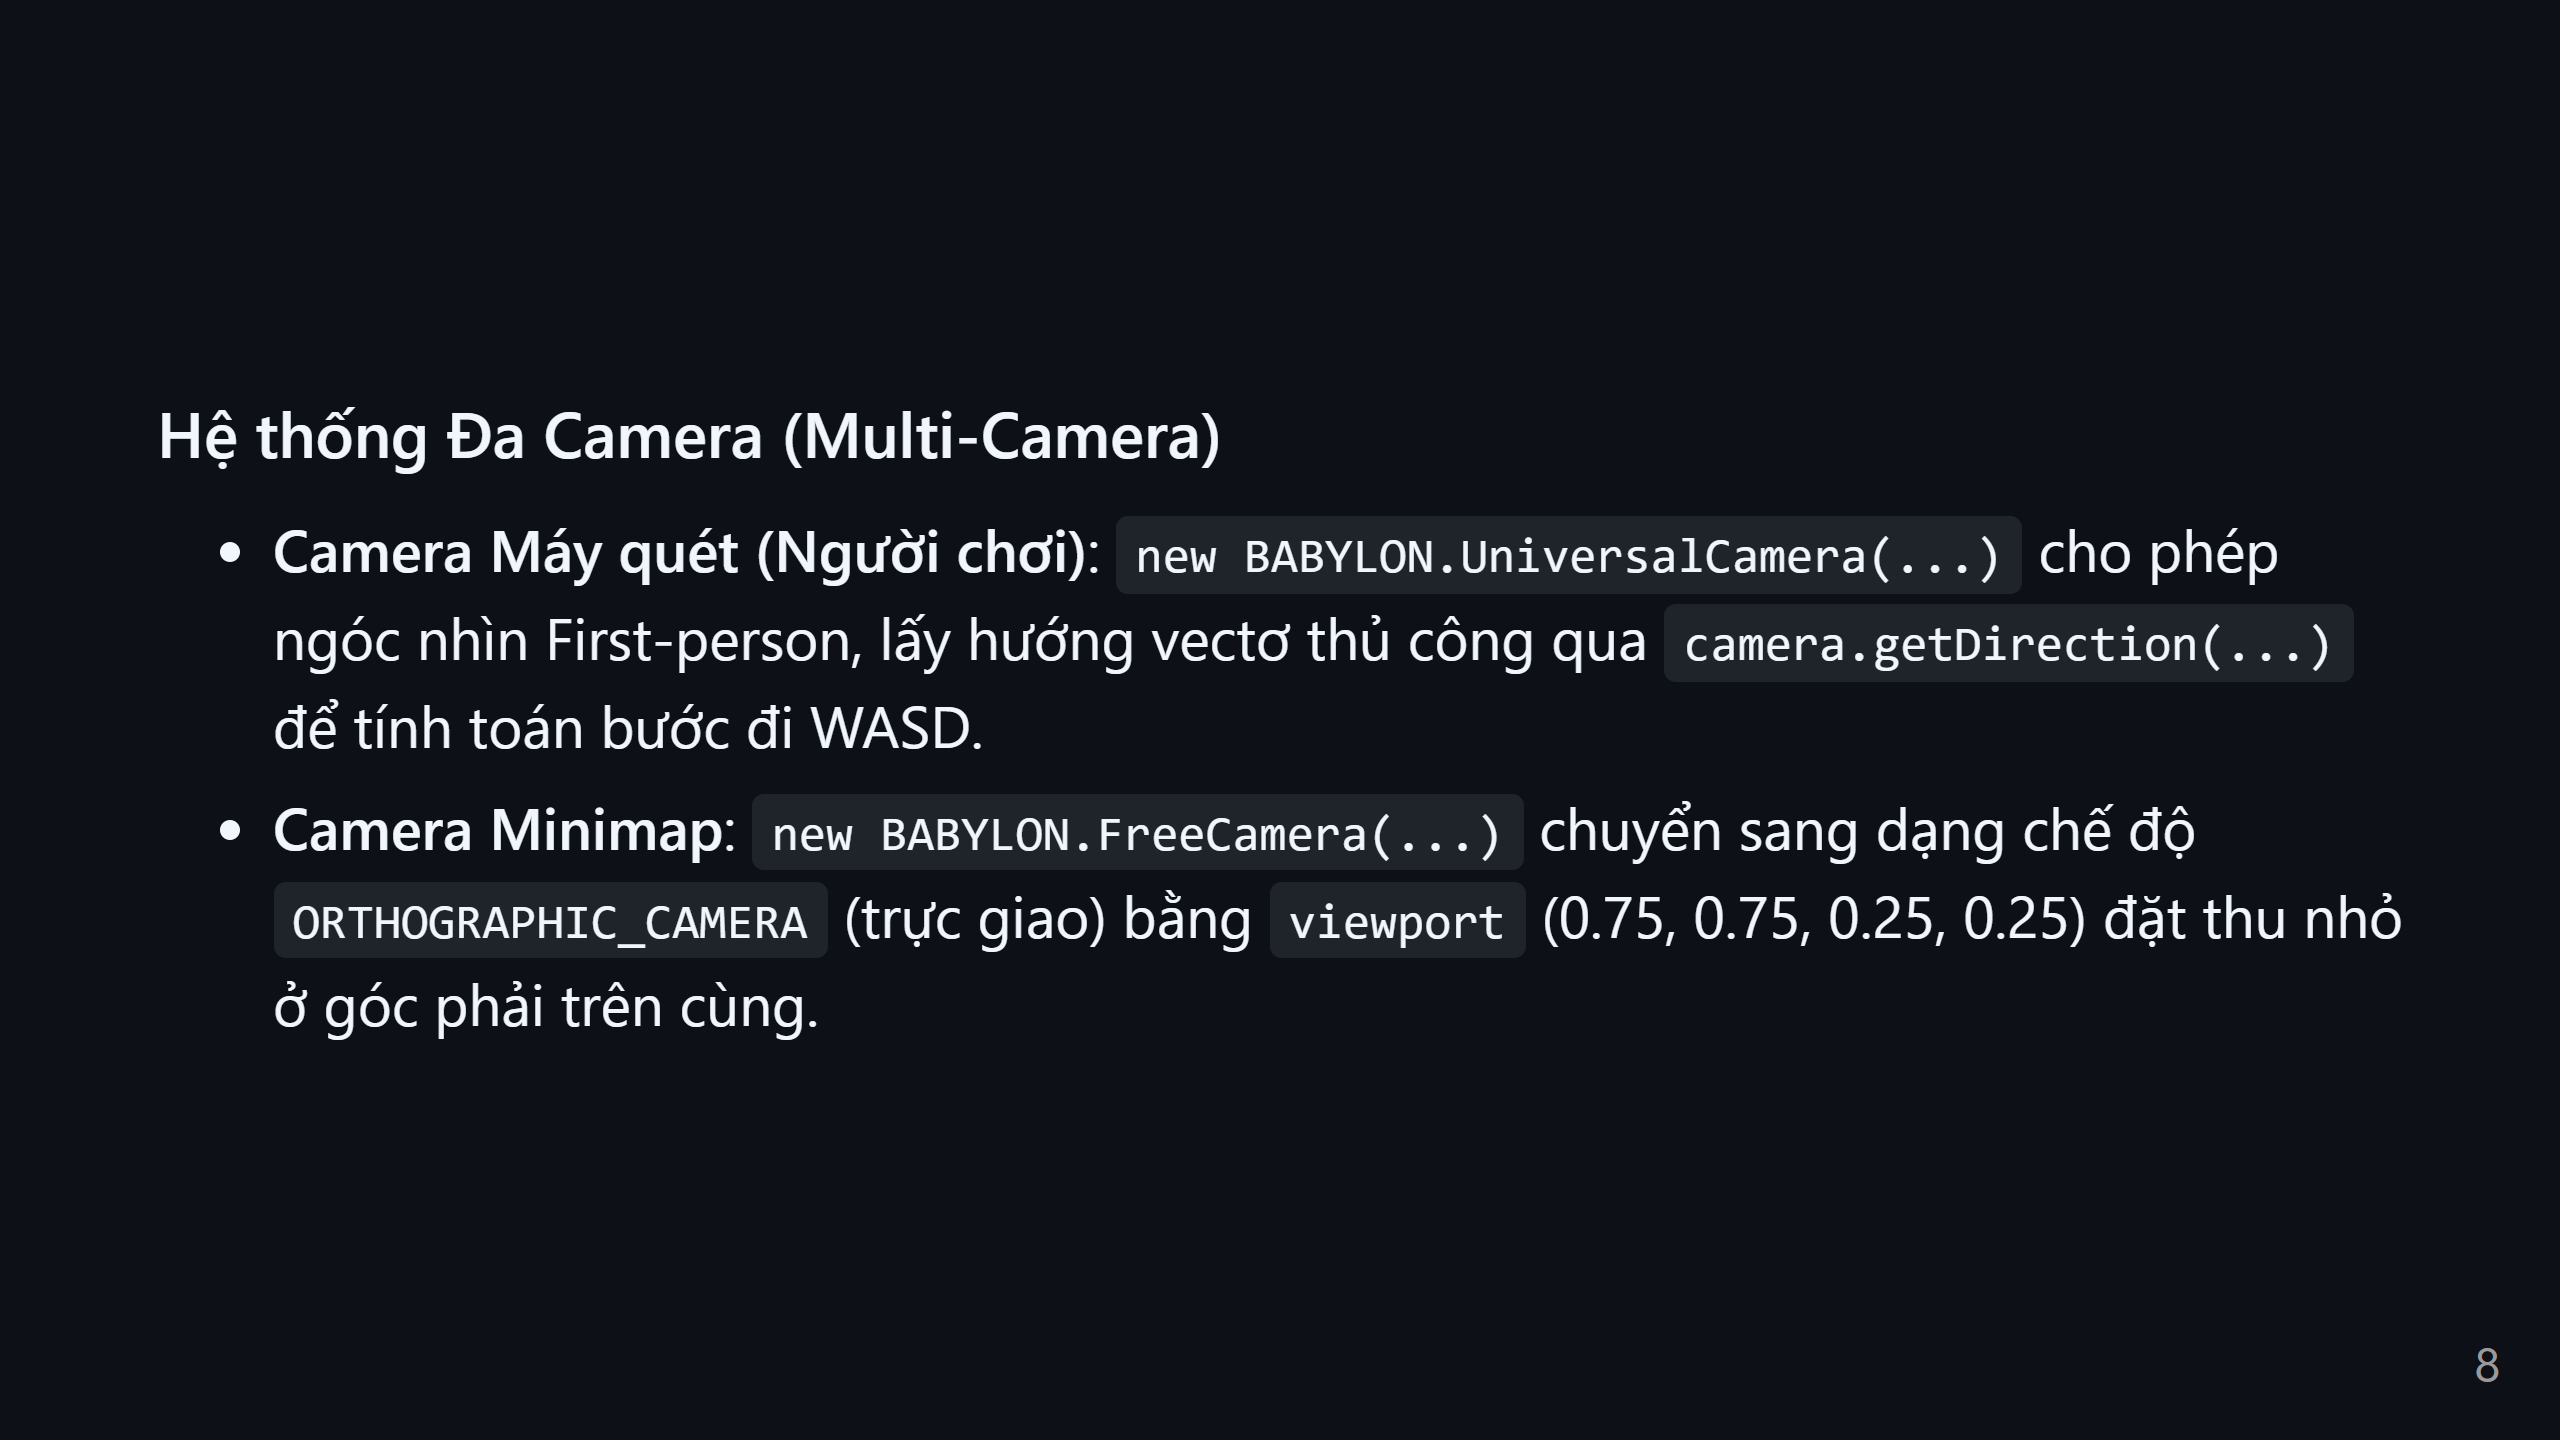 Hệ thống Đa Camera (Multi-Camera)
• Camera Máy quét (Người chơi): new BABYLON.UniversalCamera(...) cho phép
ngóc nhìn First-person, lấy hướng vectơ thủ công qua camera.getDirection(...)
để tính toán bước đi WASD.
• Camera Minimap: new BABYLON.FreeCamera(...) chuyển sang dạng chế độ
ORTHOGRAPHIC_CAMERA (trực giao) bằng viewport (0.75, 0.75, 0.25, 0.25) đặt thu nhỏ
ở góc phải trên cùng.
8